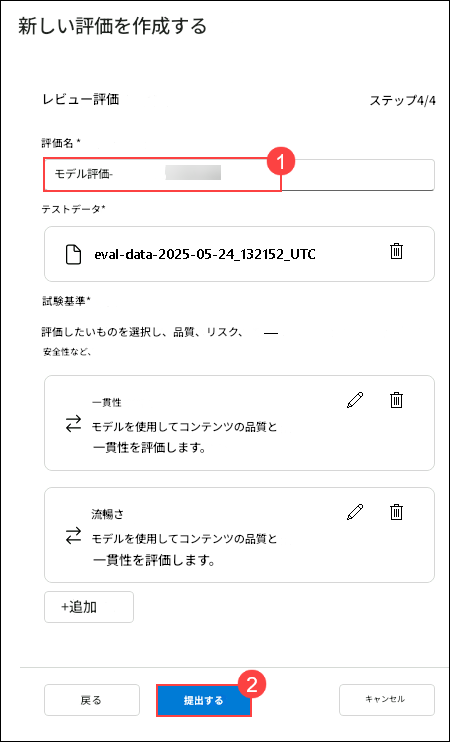 新しい評価を作成する
レビュー評価
ステップ4/4
評価名 *
1
モデル評価-
テストデータ*
eval-data-2025-05-24_132152_UTC
試験基準*
評価したいものを選択し、品質、リスク、
安全性など、
一貫性
モデルを使用してコンテンツの品質と
一貫性を評価します。
流暢さ
モデルを使用してコンテンツの品質と
一貫性を評価します。
+追加
2
戻る
提出する
キャンセル